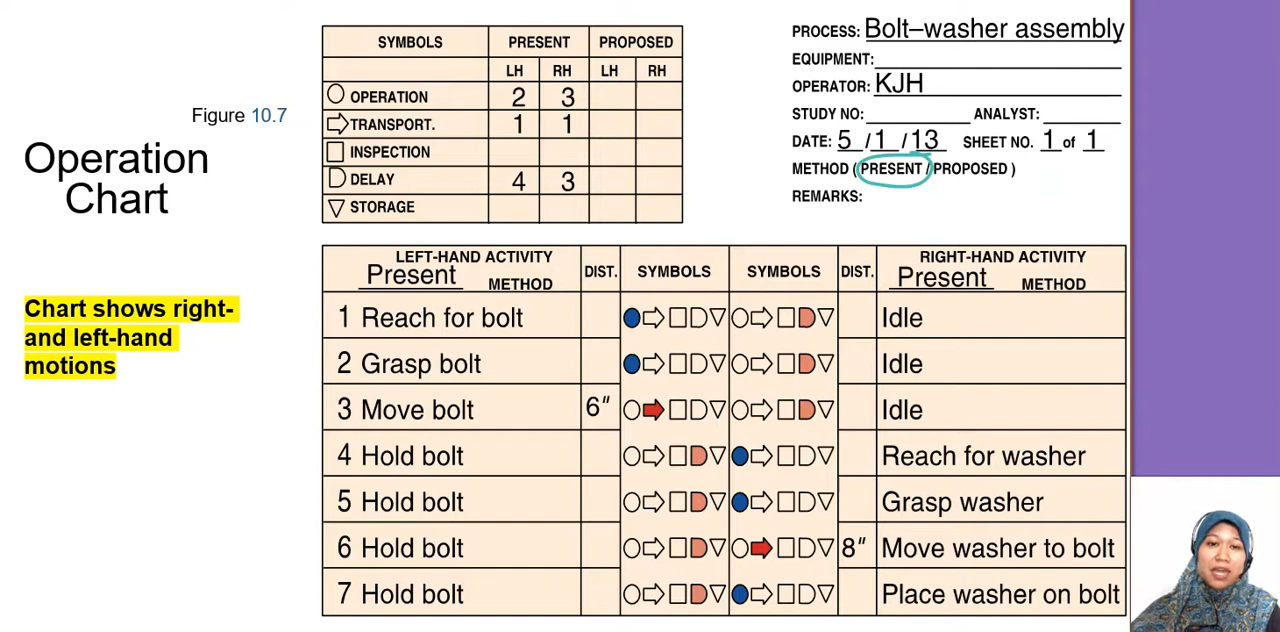 Figure 10.7
Operation
Chart
Chart shows right-
and left-hand
motions
SYMBOLS PRESENT PROPOSED
LH RH LH RH
OPERATION 2 3
TRANSPORT. 1 1
INSPECTION
DELAY 4 3
STORAGE
PROCESS: Bolt–washer assembly
EQUIPMENT:
OPERATOR: KJH
STUDY NO: ANALYST:
DATE: 5 /1 /13 SHEET NO. 1 of 1
METHOD (PRESENT / PROPOSED )
REMARKS:
LEFT-HAND ACTIVITY
Present METHOD
DIST.
SYMBOLS
SYMBOLS
DIST.
RIGHT-HAND ACTIVITY
Present METHOD
1 Reach for bolt Idle
2 Grasp bolt Idle
3 Move bolt 6" Idle
4 Hold bolt Reach for washer
5 Hold bolt Grasp washer
6 Hold bolt 8" Move washer to bolt
7 Hold bolt Place washer on bolt